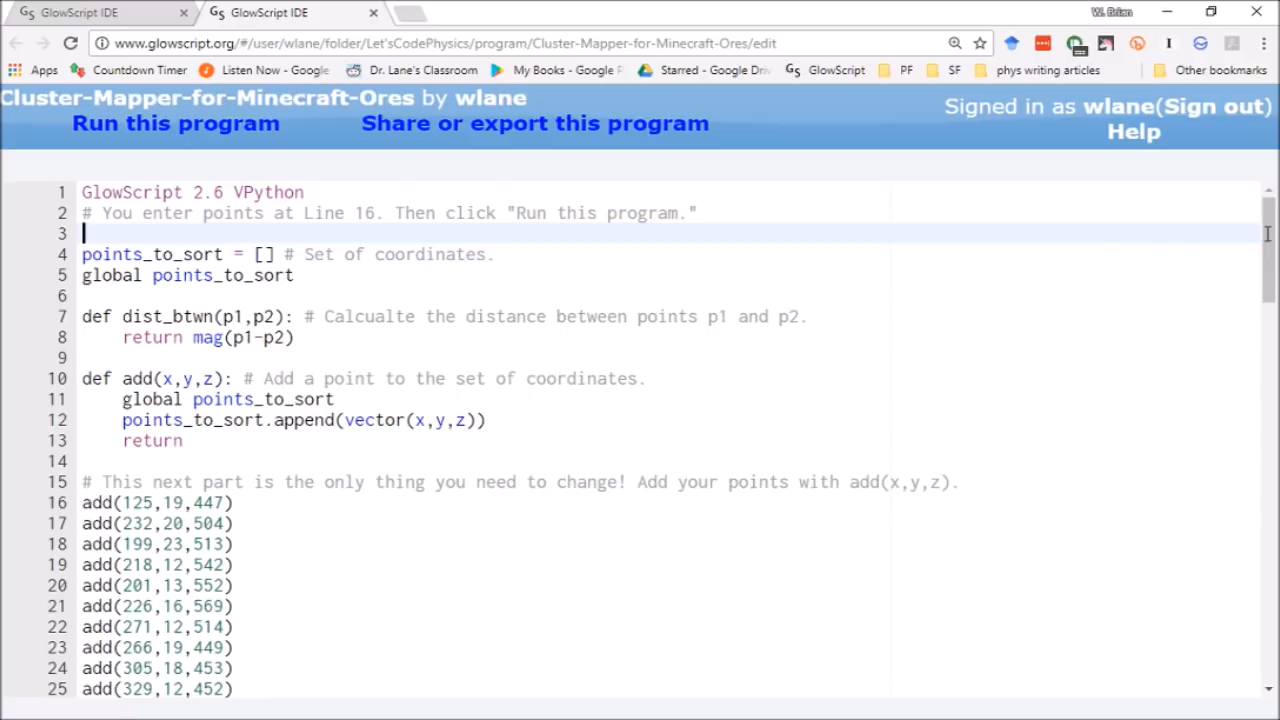 GlowScript IDE
GlowScript IDE
W. Brian
www.glowscript.org/#/user/wlane/folder/Let'sCodePhysics/program/Cluster-Mapper-for-Minecraft-Ores/edit
Apps Countdown Timer Listen Now - Google Dr. Lane's Classroom My Books - Google F Starred - Google Driv GlowScript PF SF phys writing articles Other bookmarks
Cluster-Mapper-for-Minecraft-Ores by wlane
Signed in as wlane(Sign out)
Run this program Share or export this program
Help
1 GlowScript 2.6 VPython
2 # You enter points at Line 16. Then click "Run this program."
3
4 points_to_sort = [] # Set of coordinates.
5 global points_to_sort
6
7 def dist_btwn(p1,p2): # Calcualte the distance between points p1 and p2.
8 return mag(p1-p2)
9
10 def add(x,y,z): # Add a point to the set of coordinates.
11 global points_to_sort
12 points_to_sort.append(vector(x,y,z))
13 return
14
15 # This next part is the only thing you need to change! Add your points with add(x,y,z).
16 add(125,19,447)
17 add(232,20,504)
18 add(199,23,513)
19 add(218,12,542)
20 add(201,13,552)
21 add(226,16,569)
22 add(271,12,514)
23 add(266,19,449)
24 add(305,18,453)
25 add(329,12,452)